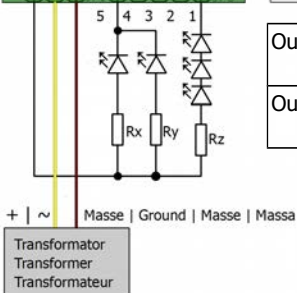 5 4 3 2 1
Ou
Ou
Rx Ry Rz
+ | ~ Masse | Ground | Masse | Massa
Transformator
Transformer
Transformateur